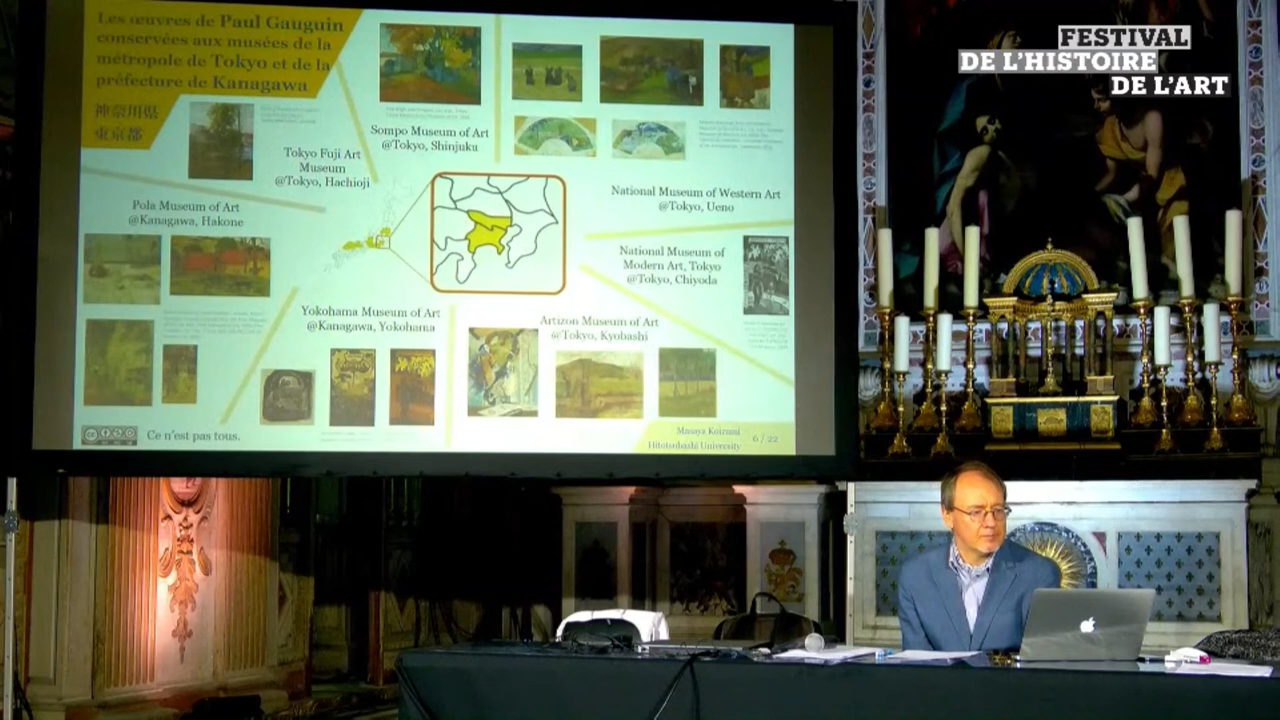 Les œuvres de Paul Gauguin
conservées aux musées de la
métropole de Tokyo et de la
préfecture de Kanagawa
神奈川県
東京都
Tokyo Fuji Art
Museum
@Tokyo, Hachioji
Sompo Museum of Art
@Tokyo, Shinjuku
National Museum of Western Art
@Tokyo, Ueno
Pola Museum of Art
@Kanagawa, Hakone
National Museum of
Modern Art, Tokyo
@Tokyo, Chiyoda
Yokohama Museum of Art
@Kanagawa, Yokohama
Artizon Museum of Art
@Tokyo, Kyobashi
Ce n'est pas tous.
Masaya Koizumi
Hitotsubashi University
6 / 22
FESTIVAL
DE L'HISTOIRE
DE L'ART